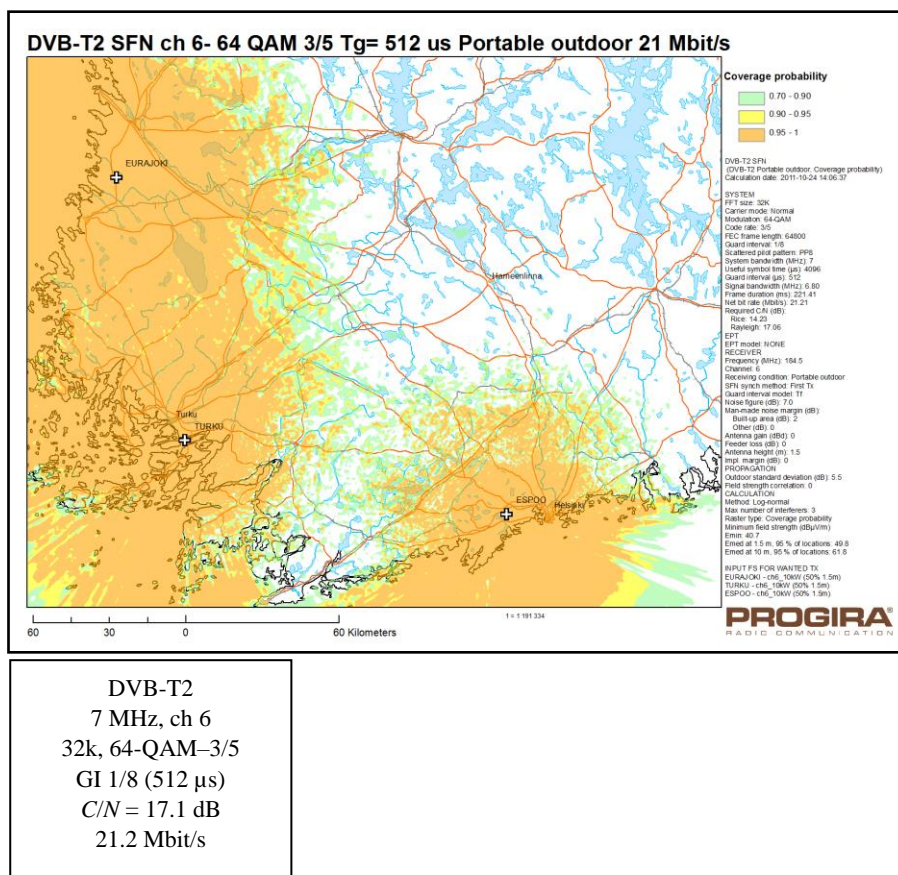 DVB-T2 SFN ch 6- 64 QAM 3/5 Tg= 512 us Portable outdoor 21 Mbit/s
EURAJOKI
Hämeenlinna
Turku
TURKU
ESPOO
Helsinki
Coverage probability
0.70 - 0.90
0.90 - 0.95
0.95 - 1
DVB-T2 SFN
(DVB-T2 Portable outdoor, Coverage probability)
Calculation date: 2011-10-24 14:06:37
SYSTEM
FFT size: 32K
Carrier mode: Normal
Modulation: 64-QAM
Code rate: 3/5
FEC frame length: 64800
Guard interval: 1/8
Scattered pilot pattern: PP8
System bandwidth (MHz): 7
Useful symbol time (µs): 4096
Guard interval (µs): 512
Signal bandwidth (MHz): 6.80
Frame duration (ms): 221.41
Net bit rate (Mbit/s): 21.21
Required C/N (dB):
Rice: 14.23
Rayleigh: 17.06
EPT
EPT model: NONE
RECEIVER
Frequency (MHz): 184.5
Channel: 6
Receiving condition: Portable outdoor
SFN synch method: First Tx
Guard interval model: Tf
Noise figure (dB): 7.0
Man-made noise margin (dB)
Built-up area (dB): 2
Other (dB): 0
Antenna gain (dBd): 0
Feeder loss (dB): 0
Antenna height (m): 1.5
Impl. margin (dB): 0
PROPAGATION
Outdoor standard deviation (dB): 5.5
Field strength correlation: 0
CALCULATION
Method: Log-normal
Max number of interferers: 3
Raster type: Coverage probability
Minimum field strength (dBµV/m)
Emin: 40.7
Emed at 1.5 m, 95 % of locations: 49.8
Emed at 10 m, 95 % of locations: 61.8
INPUT FS FOR WANTED TX
EURAJOKI - ch6_10kW (50% 1.5m)
TURKU - ch6_10kW (50% 1.5m)
ESPOO - ch6_10kW (50% 1.5m)
1 = 1 191 334
60 30 0 60 Kilometers
PROGIRA®
RADIO COMMUNICATION
DVB-T2
7 MHz, ch 6
32k, 64-QAM–3/5
GI 1/8 (512 µs)
C/N = 17.1 dB
21.2 Mbit/s